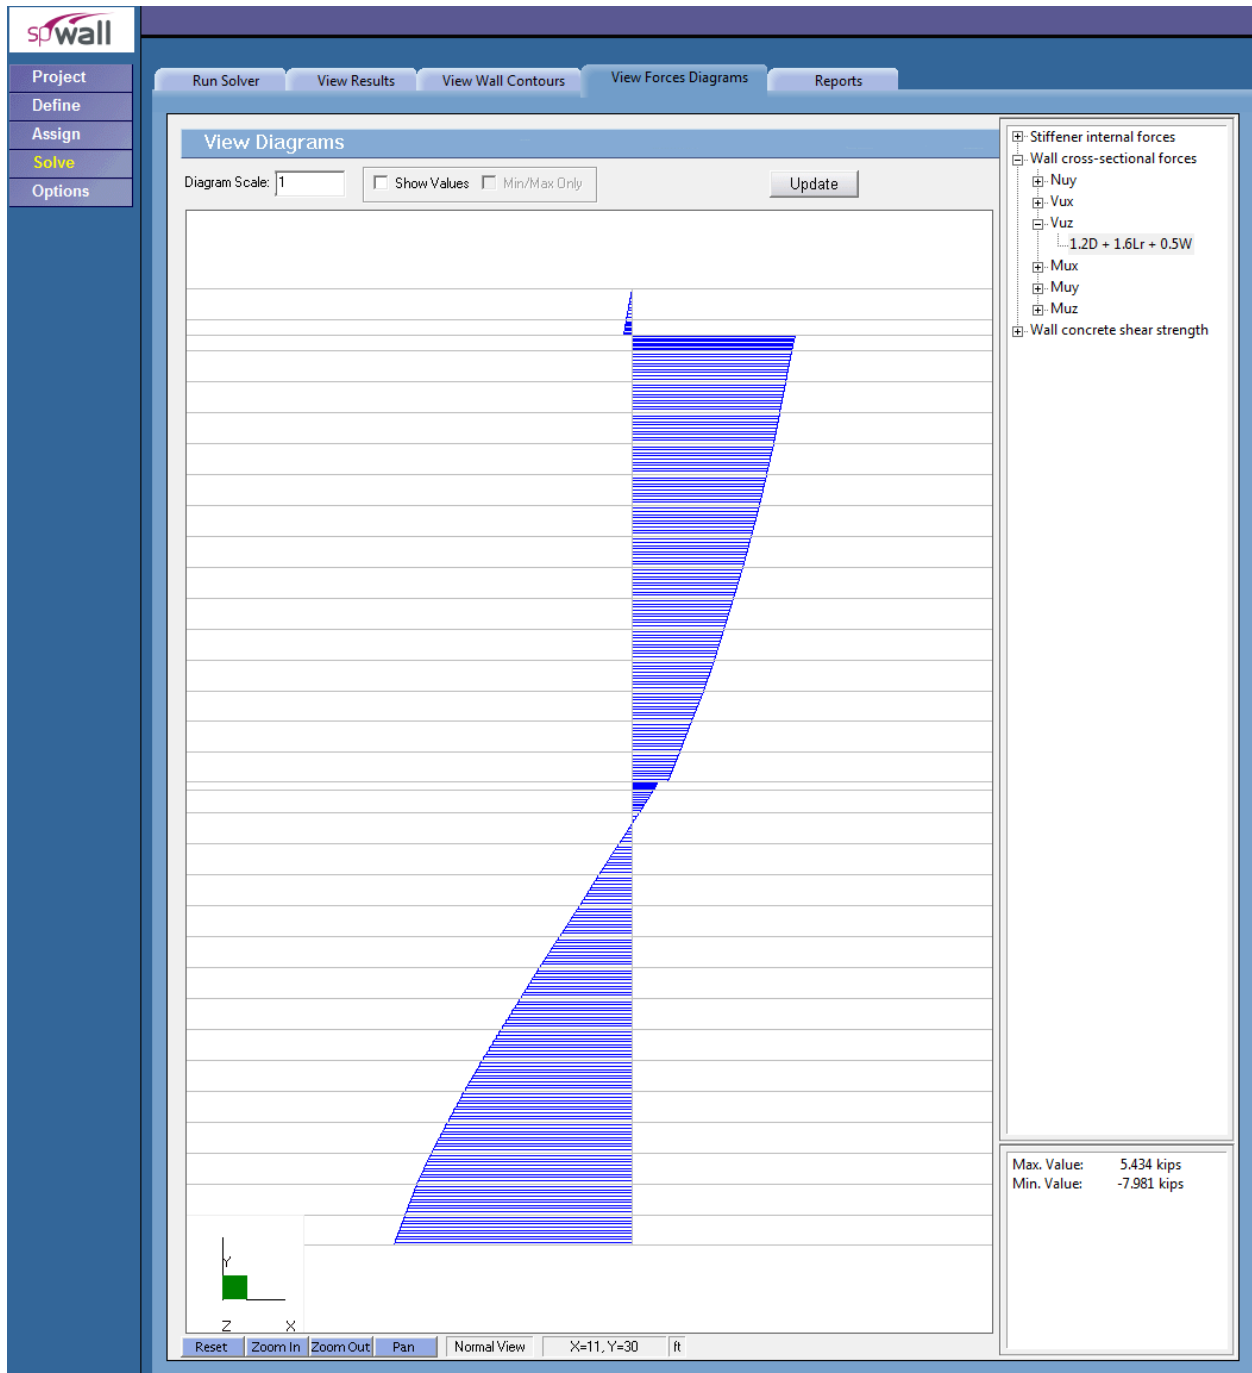 spwall
Project
Define
Assign
Solve
Options
Run Solver
View Results
View Wall Contours
View Forces Diagrams
Reports
View Diagrams
Diagram Scale: 1
Show Values
Min/Max Only
Update
Stiffener internal forces
Wall cross-sectional forces
Nuy
Vux
Vuz
1.2D + 1.6Lr + 0.5W
Mux
Muy
Muz
Wall concrete shear strength
Max. Value: 5.434 kips
Min. Value: -7.981 kips
Y
Z X
Reset
Zoom In
Zoom Out
Pan
Normal View
X=11, Y=30
ft